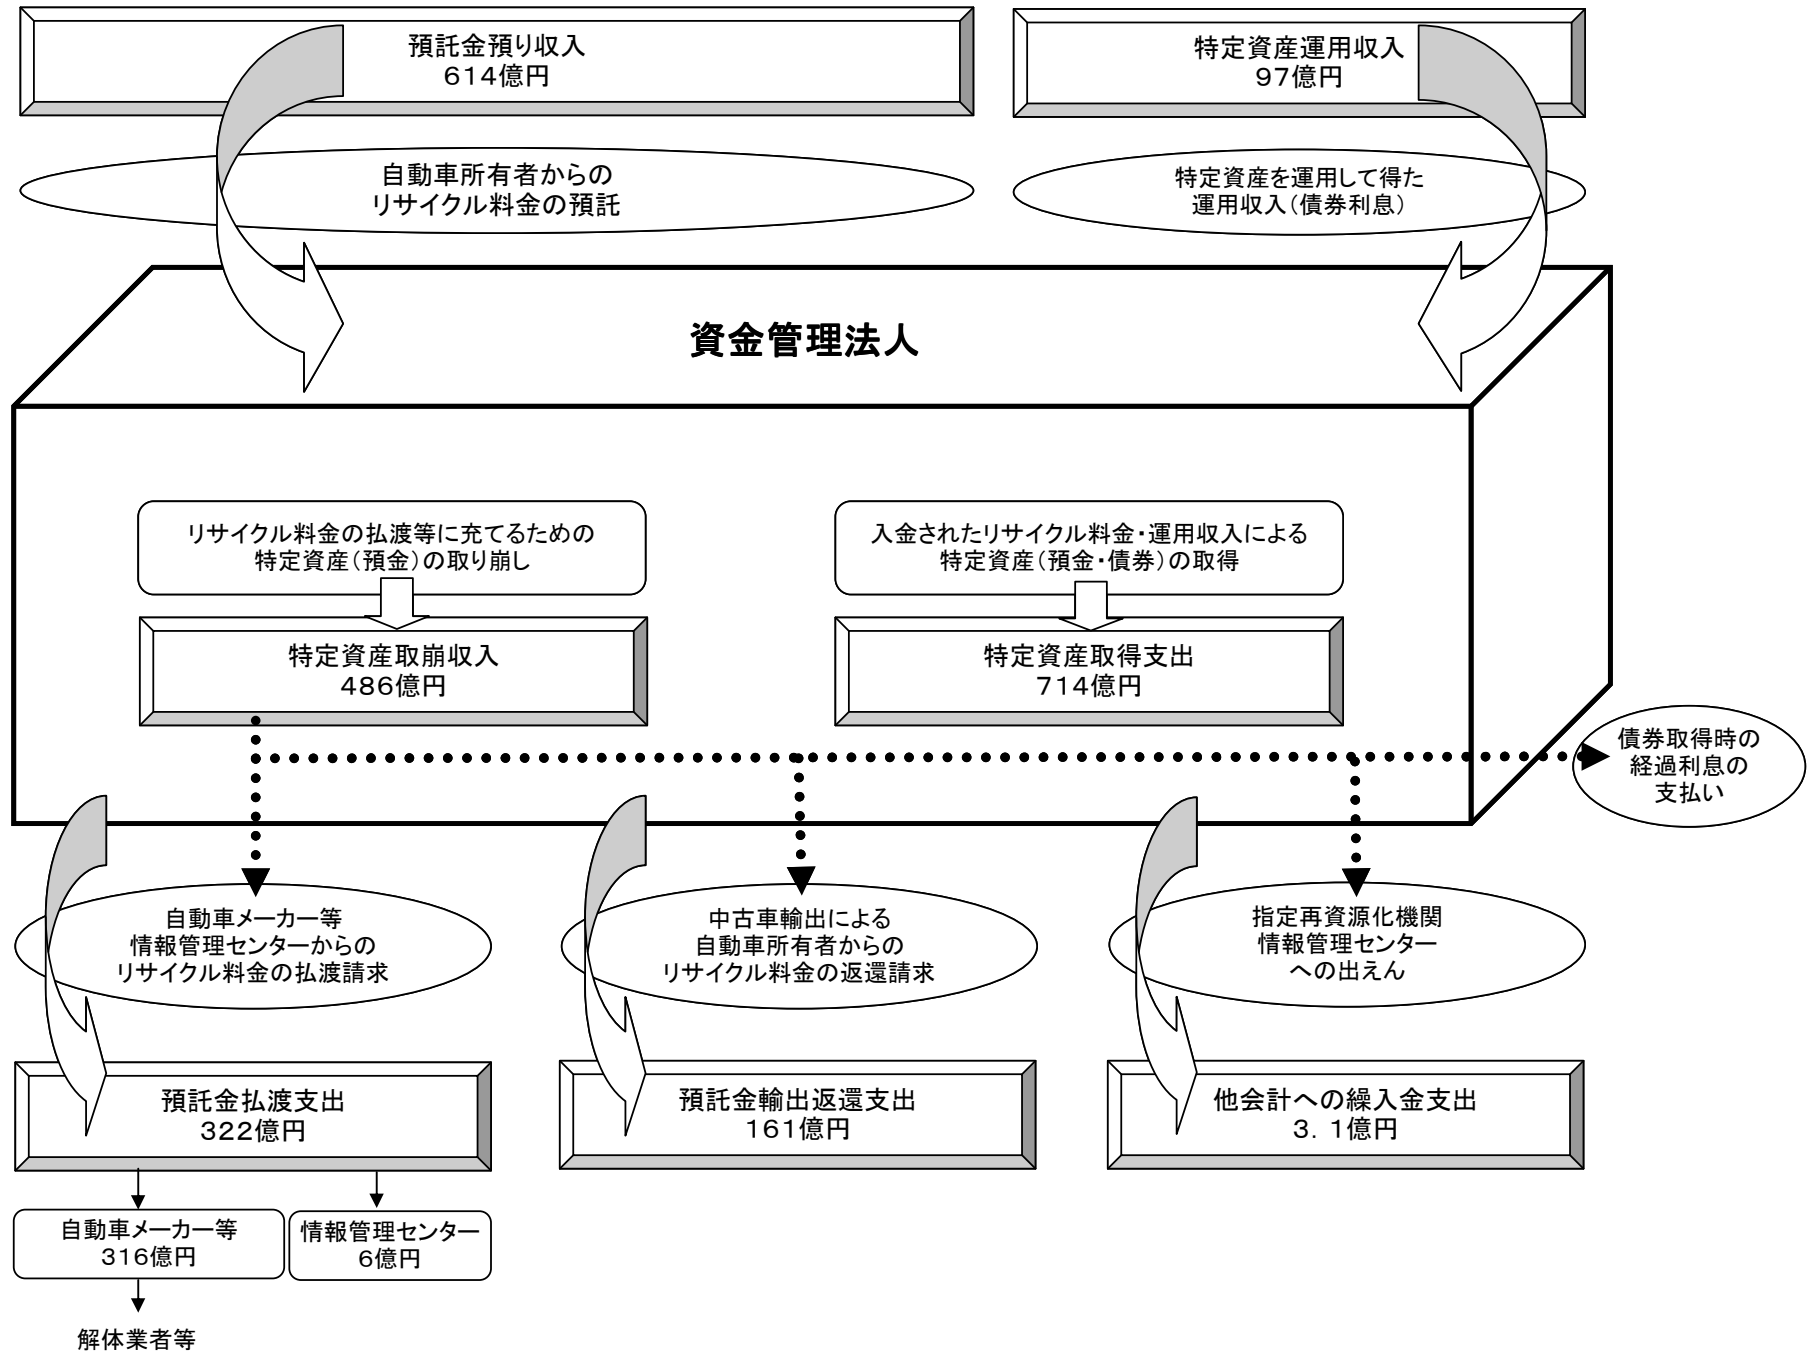 預託金預り収入
614億円
特定資産運用収入
97億円
自動車所有者からの
リサイクル料金の預託
特定資産を運用して得た
運用収入（債券利息）
資金管理法人
リサイクル料金の払渡等に充てるための
特定資産（預金）の取り崩し
入金されたリサイクル料金・運用収入による
特定資産（預金・債券）の取得
特定資産取崩収入
486億円
特定資産取得支出
714億円
債券取得時の
経過利息の
支払い
自動車メーカー等
情報管理センターからの
リサイクル料金の払渡請求
中古車輸出による
自動車所有者からの
リサイクル料金の返還請求
指定再資源化機関
情報管理センター
への出えん
預託金払渡支出
322億円
預託金輸出返還支出
161億円
他会計への繰入金支出
3．1億円
自動車メーカー等
316億円
情報管理センター
6億円
解体業者等